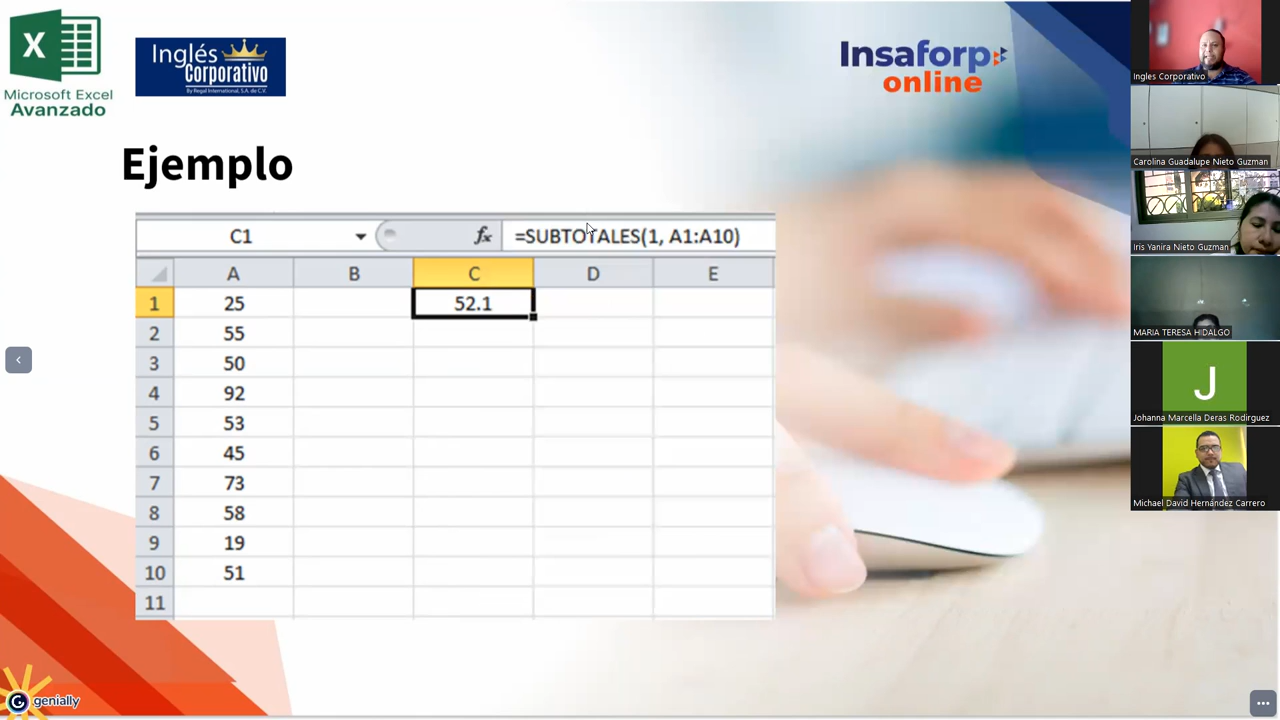 Microsoft Excel
Avanzado
Inglés
Corporativo
By Regal International, S.A. de C.V.
Insaforp
online
Ejemplo
C1
fx
=SUBTOTALES(1, A1:A10)
A B C D E
1 25 52.1
2 55
3 50
4 92
5 53
6 45
7 73
8 58
9 19
10 51
11
genially
Ingles Corporativo
Carolina Guadalupe Nieto Guzman
Iris Yanira Nieto Guzman
MARIA TERESA HIDALGO
J
Johanna Marcella Deras Rodirguez
Michael David Hernández Carrero